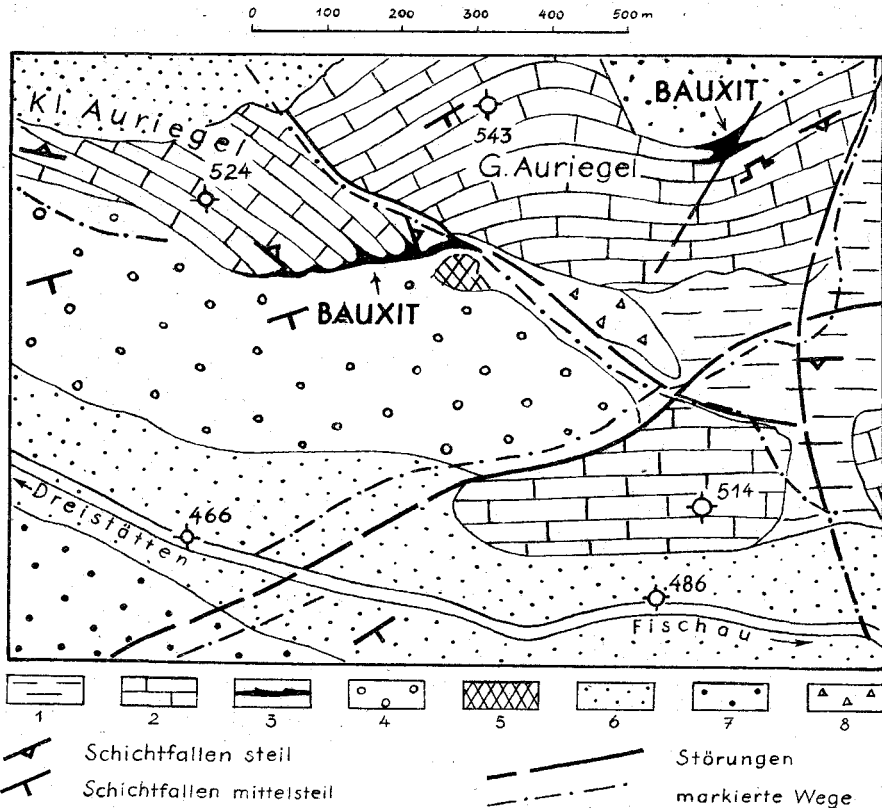 0 100 200 300 400 500 m
Kl. Auriegel
524
543
G. Auriegel
BAUXIT
BAUXIT
514
466
Dreistätten
486
Fischau
1 2 3 4 5 6 7 8
Schichtfallen steil
Schichtfallen mittelsteil
Störungen
markierte Wege